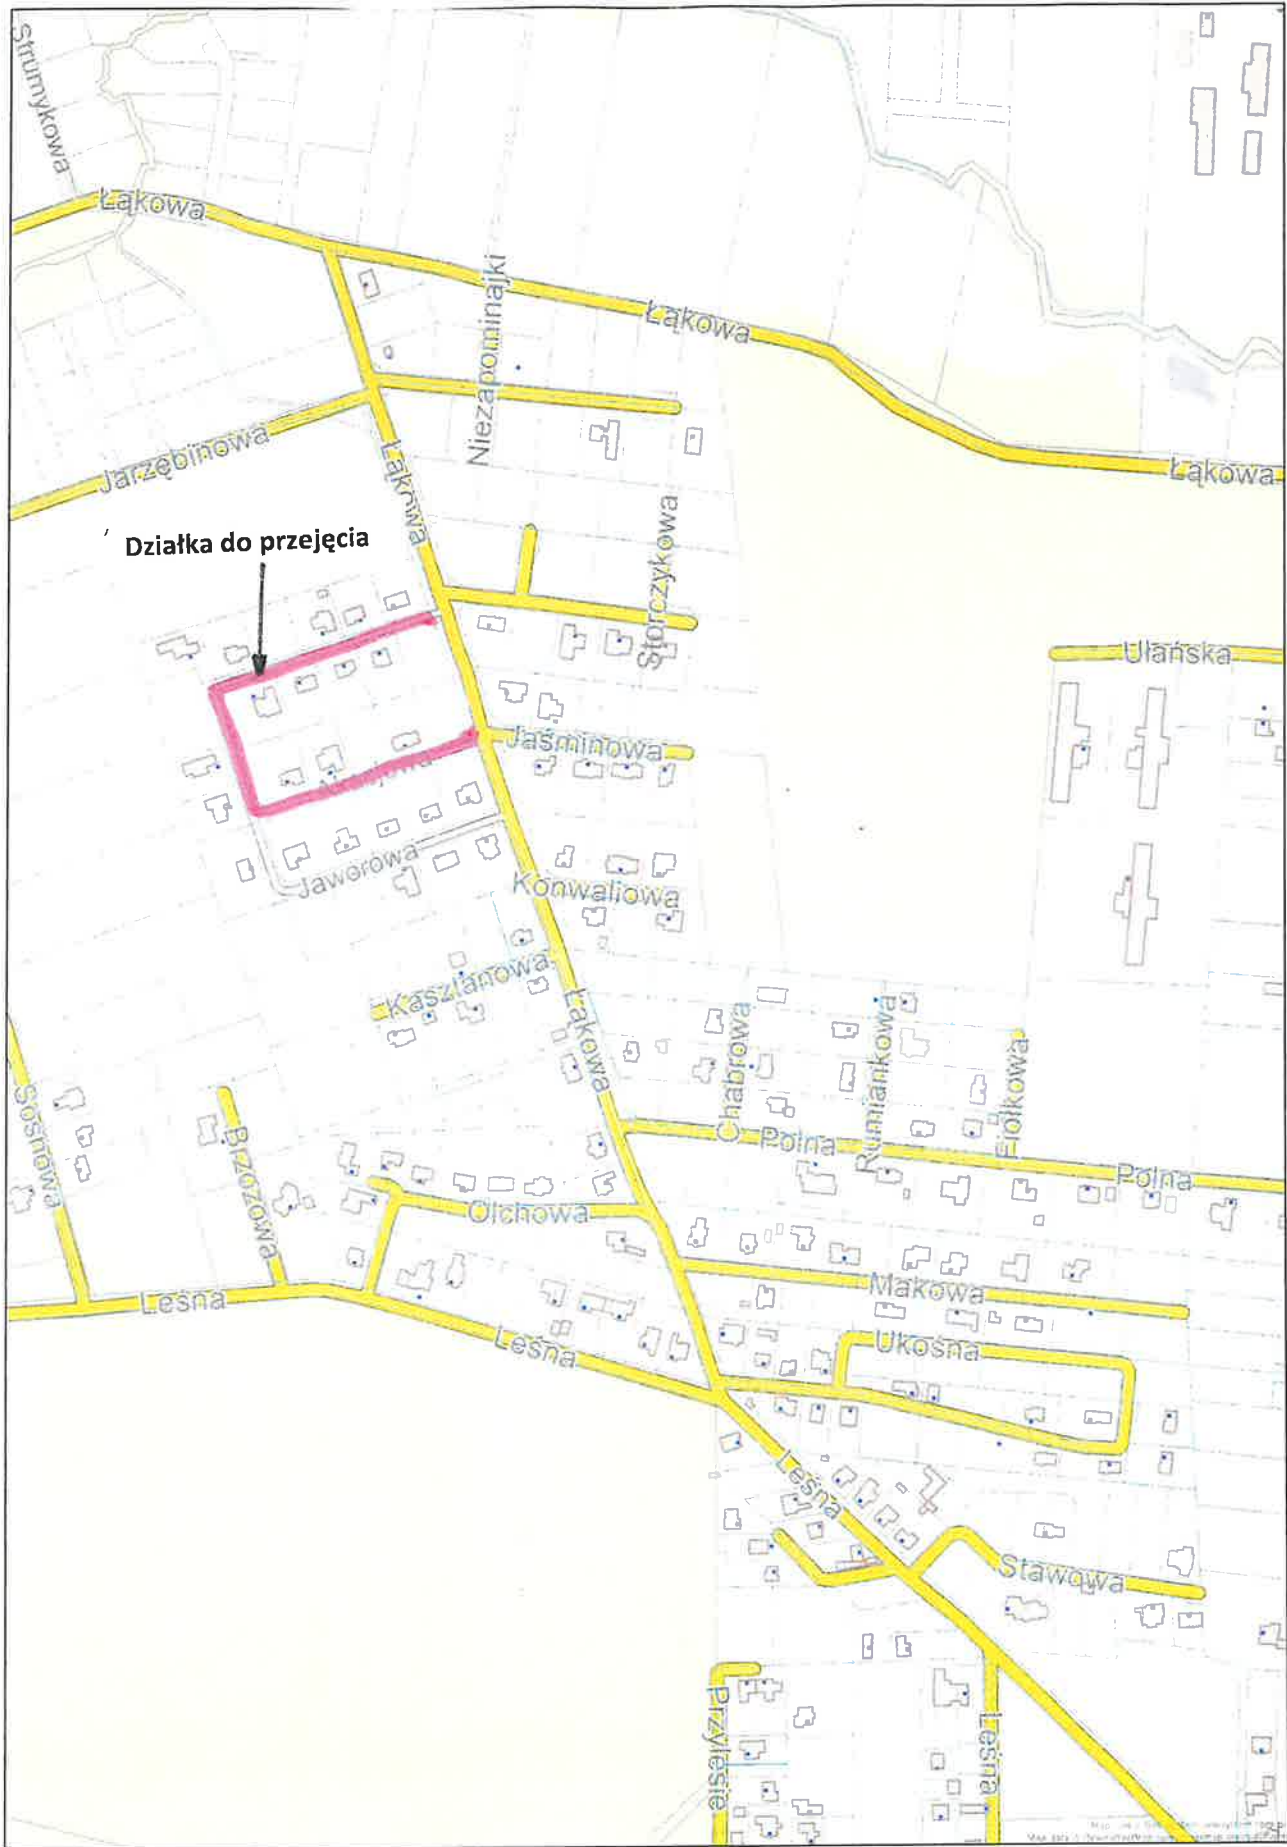 Strumykowa
Łąkowa
Niezapominajki
Łąkowa
Jarzębinowa
Łąkowa
Łąkowa
Działka do przejęcia
Storczykowa
Ułańska
Jaśminowa
Jaworowa
Konwaliowa
Kasztanowa
Łąkowa
Chabrowa
Rumiankowa
Fiołkowa
Sosnowa
Brzozowa
Polna
Polna
Olchowa
Makowa
Leśna
Leśna
Ukośna
Leśna
Stawowa
Przylesie
Leśna